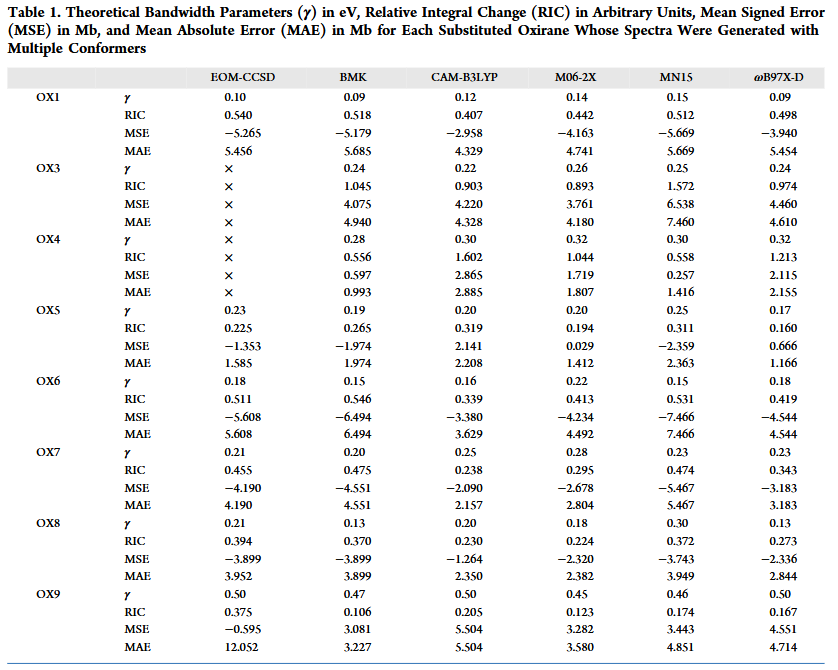 Table 1. Theoretical Bandwidth Parameters (γ) in eV, Relative Integral Change (RIC) in Arbitrary Units, Mean Signed Error
(MSE) in Mb, and Mean Absolute Error (MAE) in Mb for Each Substituted Oxirane Whose Spectra Were Generated with
Multiple Conformers
EOM-CCSD BMK CAM-B3LYP M06-2X MN15 ωB97X-D
OX1 γ 0.10 0.09 0.12 0.14 0.15 0.09
RIC 0.540 0.518 0.407 0.442 0.512 0.498
MSE −5.265 −5.179 −2.958 −4.163 −5.669 −3.940
MAE 5.456 5.685 4.329 4.741 5.669 5.454
OX3 γ × 0.24 0.22 0.26 0.25 0.24
RIC × 1.045 0.903 0.893 1.572 0.974
MSE × 4.075 4.220 3.761 6.538 4.460
MAE × 4.940 4.328 4.180 7.460 4.610
OX4 γ × 0.28 0.30 0.32 0.30 0.32
RIC × 0.556 1.602 1.044 0.558 1.213
MSE × 0.597 2.865 1.719 0.257 2.115
MAE × 0.993 2.885 1.807 1.416 2.155
OX5 γ 0.23 0.19 0.20 0.20 0.25 0.17
RIC 0.225 0.265 0.319 0.194 0.311 0.160
MSE −1.353 −1.974 2.141 0.029 −2.359 0.666
MAE 1.585 1.974 2.208 1.412 2.363 1.166
OX6 γ 0.18 0.15 0.16 0.22 0.15 0.18
RIC 0.511 0.546 0.339 0.413 0.531 0.419
MSE −5.608 −6.494 −3.380 −4.234 −7.466 −4.544
MAE 5.608 6.494 3.629 4.492 7.466 4.544
OX7 γ 0.21 0.20 0.25 0.28 0.23 0.23
RIC 0.455 0.475 0.238 0.295 0.474 0.343
MSE −4.190 −4.551 −2.090 −2.678 −5.467 −3.183
MAE 4.190 4.551 2.157 2.804 5.467 3.183
OX8 γ 0.21 0.13 0.20 0.18 0.30 0.13
RIC 0.394 0.370 0.230 0.224 0.372 0.273
MSE −3.899 −3.899 −1.264 −2.320 −3.743 −2.336
MAE 3.952 3.899 2.350 2.382 3.949 2.844
OX9 γ 0.50 0.47 0.50 0.45 0.46 0.50
RIC 0.375 0.106 0.205 0.123 0.174 0.167
MSE −0.595 3.081 5.504 3.282 3.443 4.551
MAE 12.052 3.227 5.504 3.580 4.851 4.714